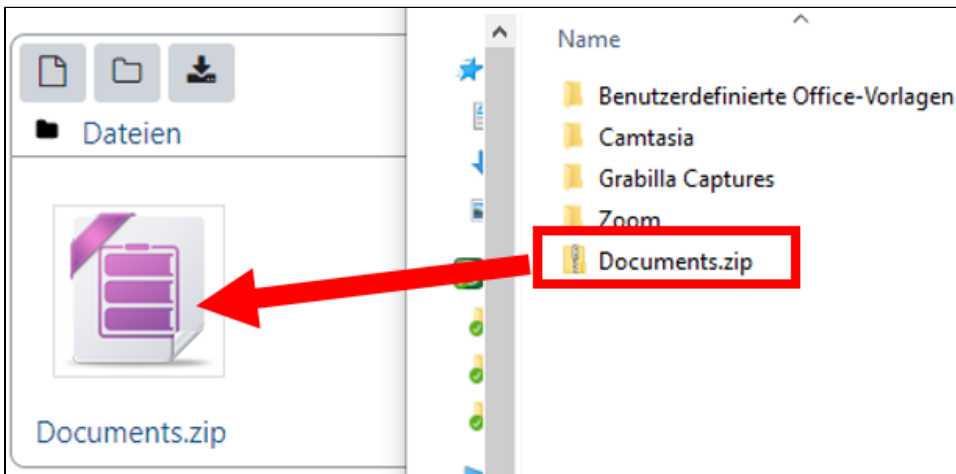 Dateien
Documents.zip
Name
Benutzerdefinierte Office-Vorlagen
Camtasia
Grabilla Captures
Zoom
Documents.zip